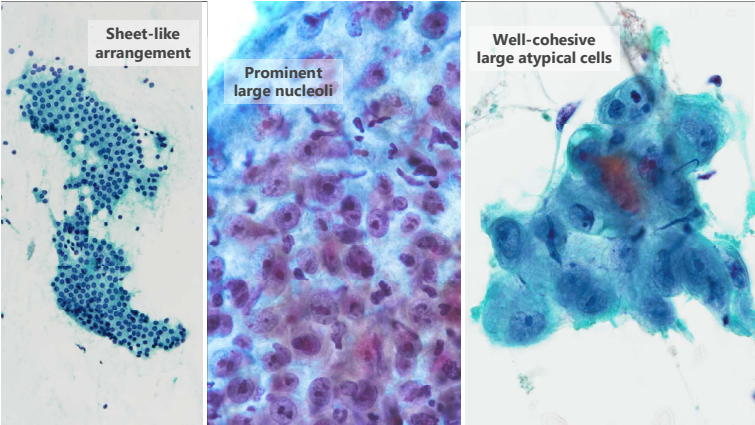 Sheet-like
arrangement
Prominent
large nucleoli
Well-cohesive
large atypical cells